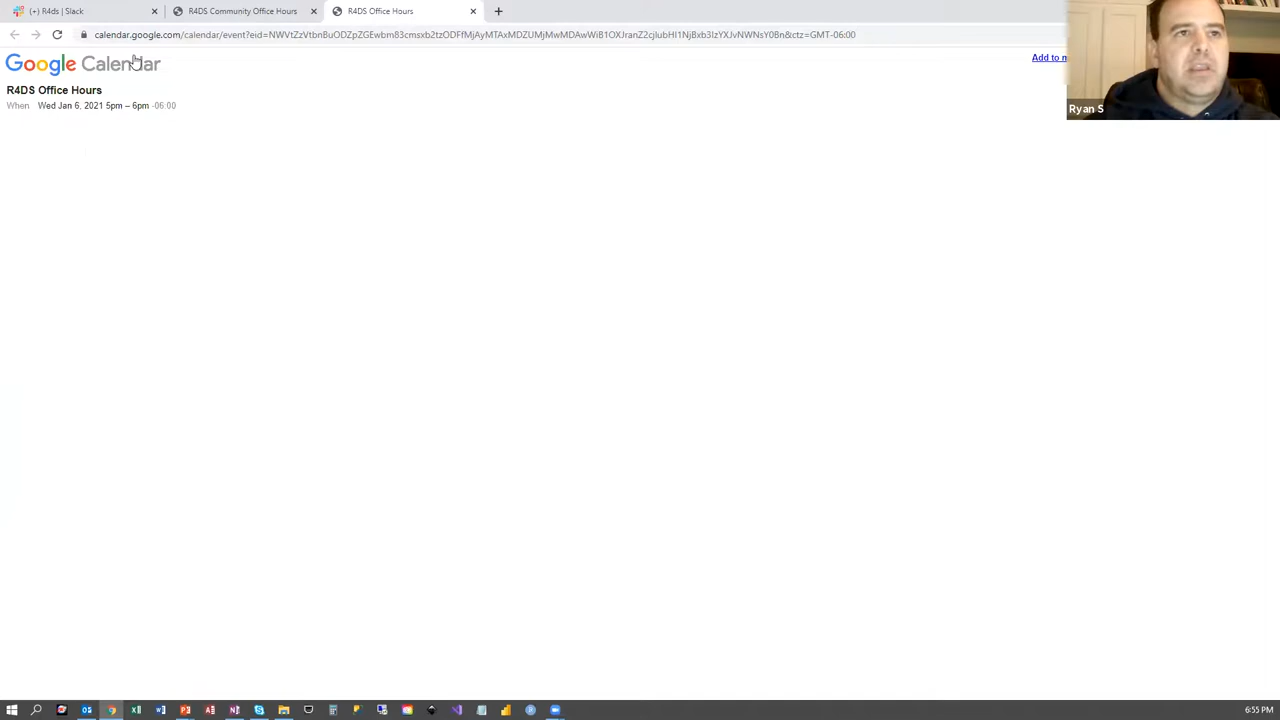 (+) R4ds | Slack
R4DS Community Office Hours
R4DS Office Hours
calendar.google.com/calendar/event?eid=NWVtZzVtbnBuODZpZGEwbm83cmsxb2tzODFfMjAyMTAxMDZUMjMwMDAwWiB1OXJranZ2cjlubHI1NjBxb3IzYXJvNWNsY08n&ctz=GMT-06:00
Google Calendar
Add to m
R4DS Office Hours
When Wed Jan 6, 2021 5pm – 6pm -06:00
Ryan S
6:55 PM